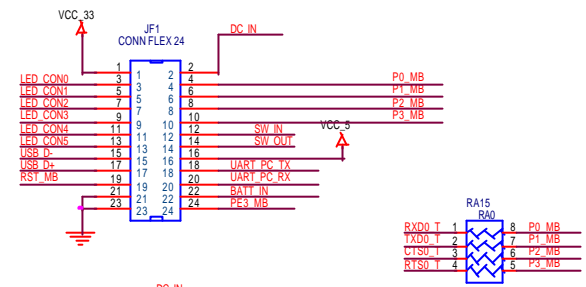 VCC_33
JF1
CONN FLEX 24
DC_IN
1 1 2 2
LED_CON0 3 3 4 4 P0_MB
LED_CON1 5 5 6 6 P1_MB
LED_CON2 7 7 8 8 P2_MB
LED_CON3 9 9 10 10 P3_MB
LED_CON4 11 11 12 12 SW_IN
VCC_5
LED_CON5 13 13 14 14 SW_OUT
USB_D- 15 15 16 16
USB_D+ 17 17 18 18 UART_PC_TX
RST_MB 19 19 20 20 UART_PC_RX
21 21 22 22 BATT_IN
23 23 24 24 PE3_MB
RA15
RA0
RXD0_T 1 8 P0_MB
TXD0_T 2 7 P1_MB
CTS0_T 3 6 P2_MB
RTS0_T 4 5 P3_MB